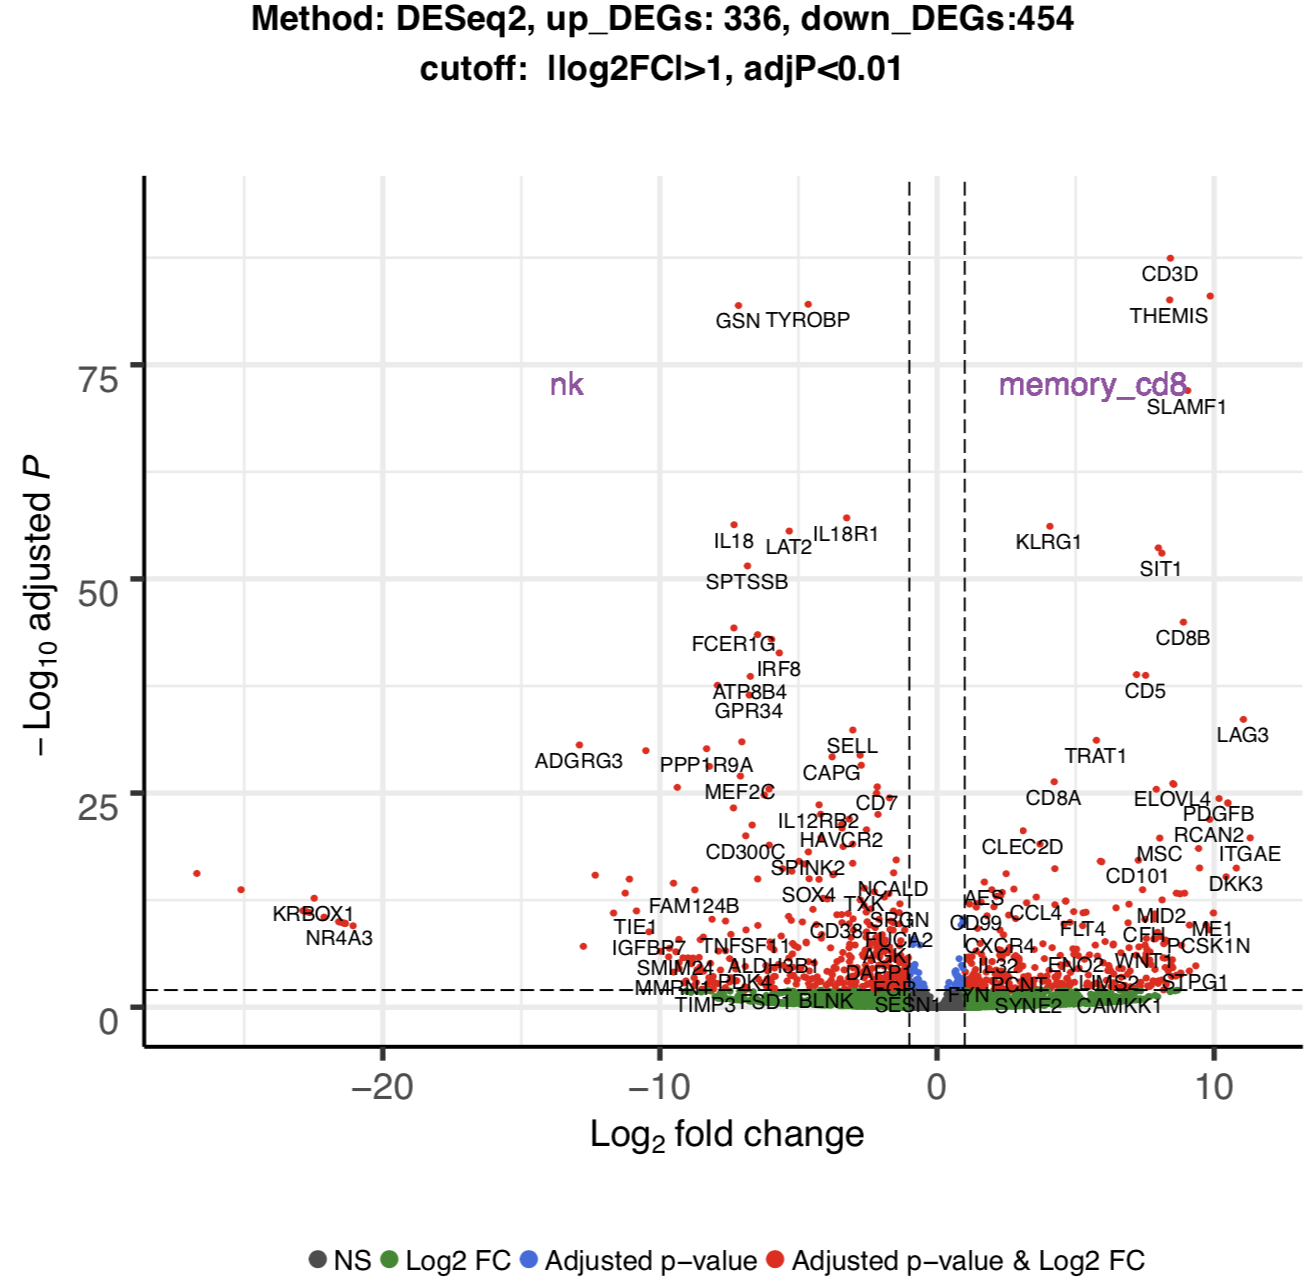 Method: DESeq2, up_DEGs: 336, down_DEGs:454
cutoff: |log2FC|>1, adjP<0.01
CD3D
GSN TYROBP THEMIS
75
nk memory_cd8
SLAMF1
IL18 LAT2 IL18R1 KLRG1
SIT1
50
SPTSSB
FCER1G CD8B
IRF8
ATP8B4 CD5
GPR34
LAG3
SELL
ADGRG3 PPP1R9A CAPG TRAT1
25
MEF2C CD7 CD8A ELOVL4
IL12RB2 PDGFB
HAVCR2 RCAN2
CD300C CLEC2D MSC ITGAE
SPINK2 CD101
NCALD DKK3
SOX4 AES
FAM124B TXK
KRBOX1 CCL4 MID2
SRGN CD99
TIE1 CD38 FLT4 ME1
NR4A3 FUCA2 CFH
IGFBP7 TNFSF11 CXCR4 PCSK1N
AGK WNT1
SMIM24 ALDH3B1 IL32 ENO2
DAPP1
MMRN1 PDK4 EGR PCNT LIMS2 STPG1
FYN
TIMP3 FSD1 BLNK SESN1 SYNE2 CAMKK1
0
−20 −10 0 10
−Log10 adjusted P
Log2 fold change
NS Log2 FC Adjusted p−value Adjusted p−value & Log2 FC